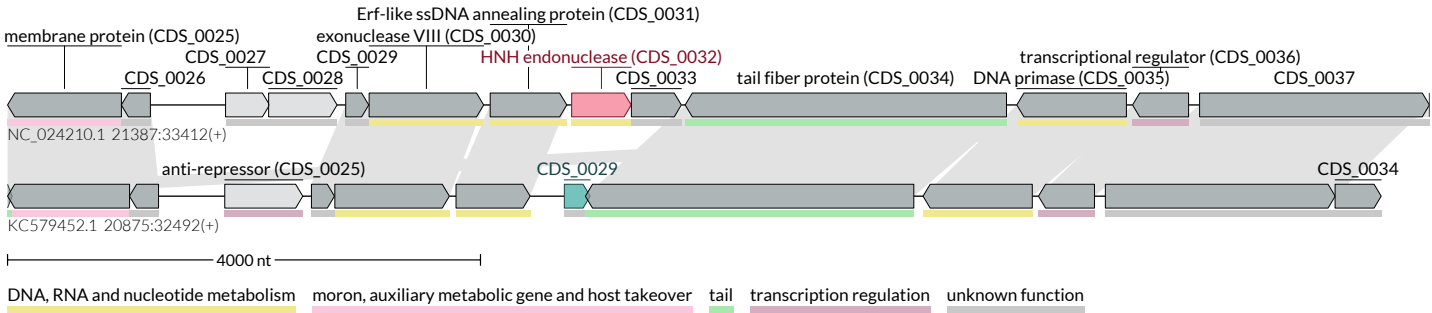 Erf-like ssDNA annealing protein (CDS_0031)
membrane protein (CDS_0025) exonuclease VIII (CDS_0030)
CDS_0027 CDS_0029 HNH endonuclease (CDS_0032) transcriptional regulator (CDS_0036)
CDS_0026 CDS_0028 CDS_0033 tail fiber protein (CDS_0034) DNA primase (CDS_0035) CDS_0037
NC_024210.1 21387:33412(+)
anti-repressor (CDS_0025) CDS_0029 CDS_0034
KC579452.1 20875:32492(+)
4000 nt
DNA, RNA and nucleotide metabolism moron, auxiliary metabolic gene and host takeover tail transcription regulation unknown function